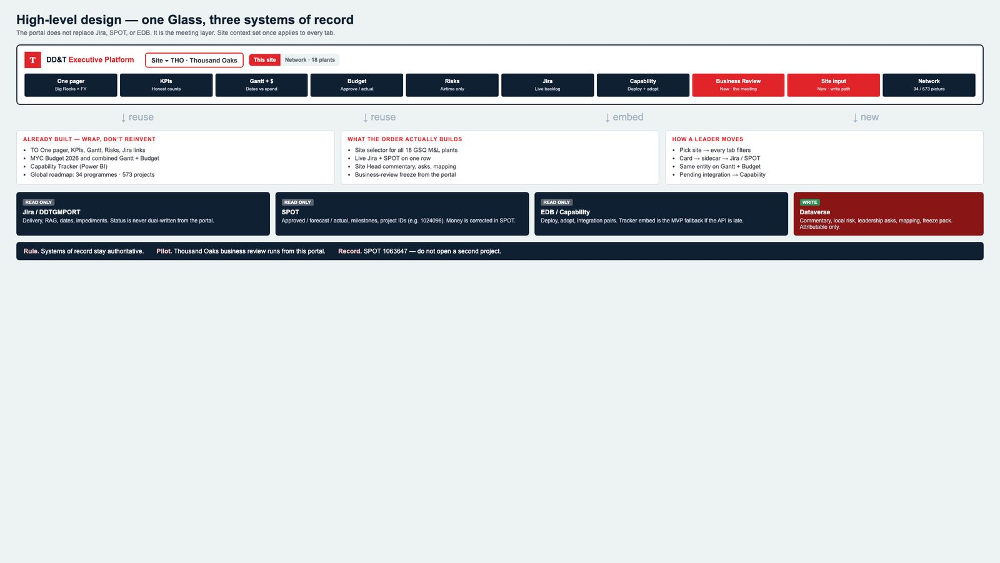 High-level design — one Glass, three systems of record
The portal does not replace Jira, SPOT, or EDB. It is the meeting layer. Site context set once applies to every tab.
T
DD&T Executive Platform
Site ▾ THO · Thousand Oaks
This site
Network · 18 plants
One pager
Big Rocks × FY
KPIs
Honest counts
Gantt + $
Dates vs spend
Budget
Approve / actual
Risks
Airtime only
Jira
Live backlog
Capability
Deploy + adopt
Business Review
New · the meeting
Site input
New · write path
Network
34 / 573 picture
↓ reuse
↓ reuse
↓ embed
↓ new
ALREADY BUILT — WRAP, DON'T REINVENT
• TO One pager, KPIs, Gantt, Risks, Jira links
• MYC Budget 2026 and combined Gantt + Budget
• Capability Tracker (Power BI)
• Global roadmap: 34 programmes · 573 projects
WHAT THE ORDER ACTUALLY BUILDS
• Site selector for all 18 GSQ M&L plants
• Live Jira + SPOT on one row
• Site Head commentary, asks, mapping
• Business-review freeze from the portal
HOW A LEADER MOVES
• Pick site → every tab filters
• Card → sidecar → Jira / SPOT
• Same entity on Gantt + Budget
• Pending integration → Capability
READ ONLY
Jira / DDTGMPORT
Delivery, RAG, dates, impediments. Status is never dual-written from the portal.
READ ONLY
SPOT
Approved / forecast / actual, milestones, project IDs (e.g. 1024096). Money is corrected in SPOT.
READ ONLY
EDB / Capability
Deploy, adopt, integration pairs. Tracker embed is the MVP fallback if the API is late.
WRITE
Dataverse
Commentary, local risk, leadership asks, mapping, freeze pack.
Attributable only.
Rule. Systems of record stay authoritative. Pilot. Thousand Oaks business review runs from this portal. Record. SPOT 1063647 — do not open a second project.